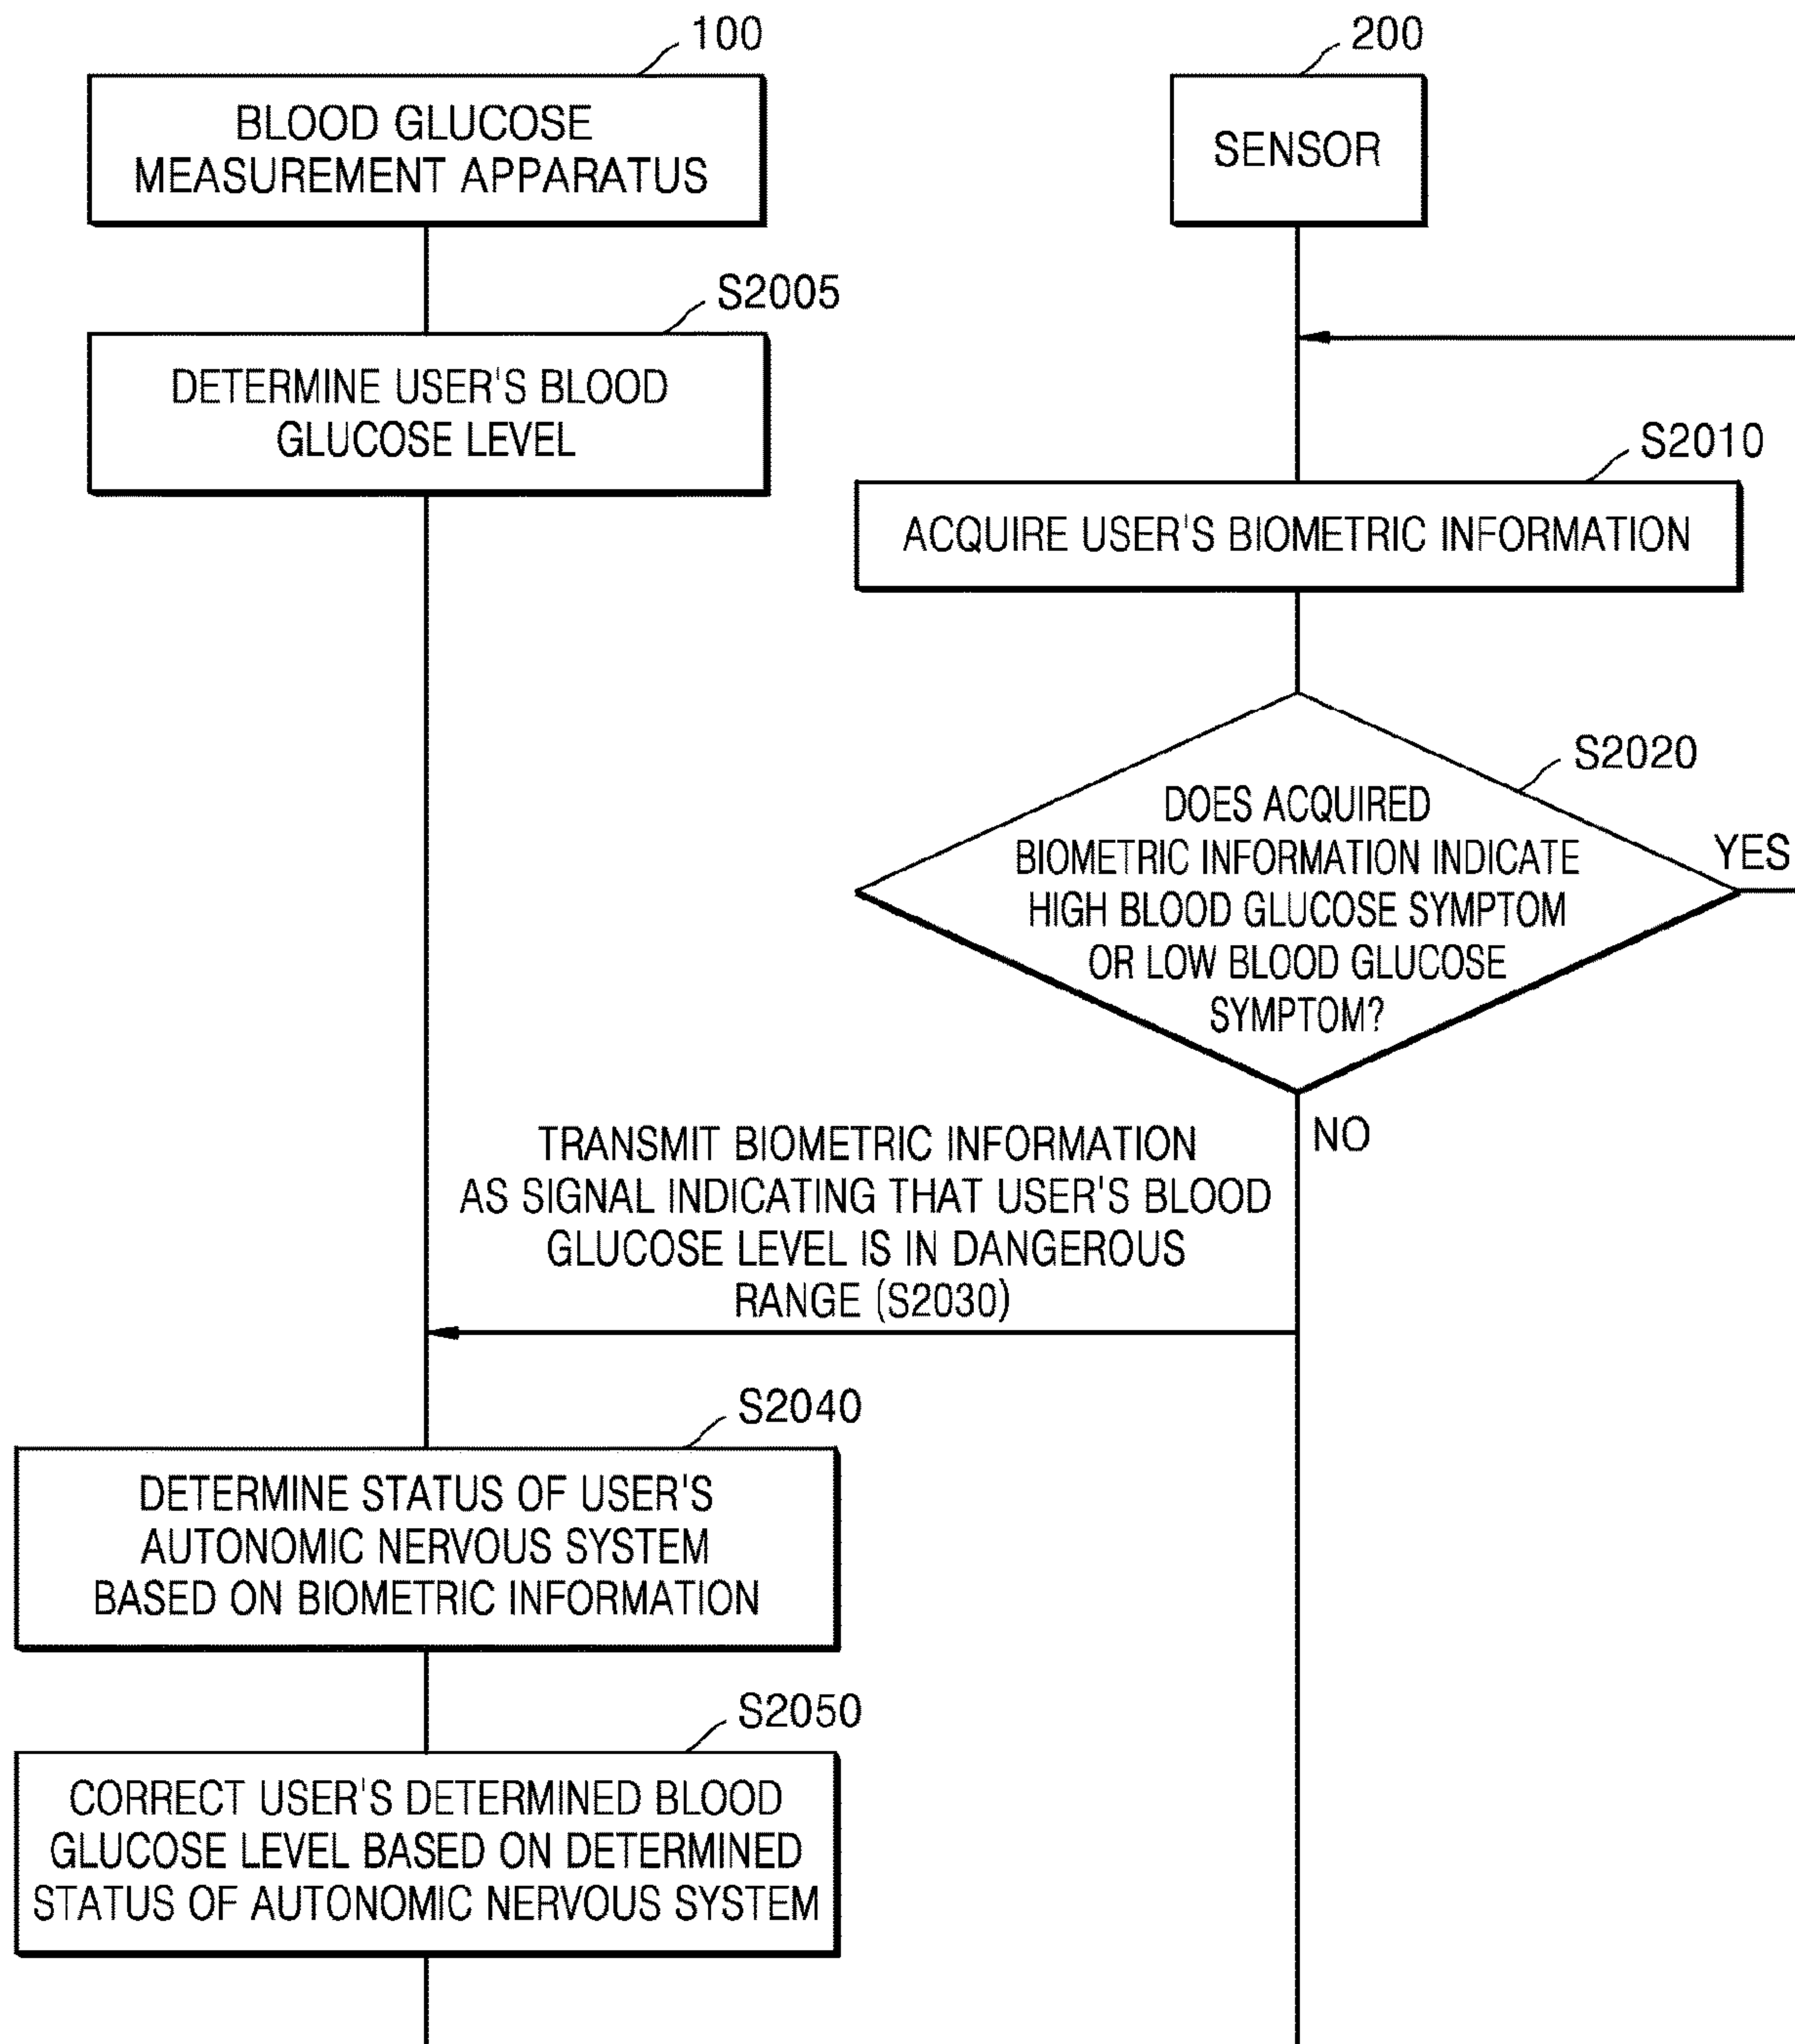 100
BLOOD GLUCOSE
MEASUREMENT APPARATUS
200
SENSOR
S2005
DETERMINE USER'S BLOOD
GLUCOSE LEVEL
S2010
ACQUIRE USER'S BIOMETRIC INFORMATION
S2020
DOES ACQUIRED
BIOMETRIC INFORMATION INDICATE
HIGH BLOOD GLUCOSE SYMPTOM
OR LOW BLOOD GLUCOSE
SYMPTOM?
YES
NO
TRANSMIT BIOMETRIC INFORMATION
AS SIGNAL INDICATING THAT USER'S BLOOD
GLUCOSE LEVEL IS IN DANGEROUS
RANGE (S2030)
S2040
DETERMINE STATUS OF USER'S
AUTONOMIC NERVOUS SYSTEM
BASED ON BIOMETRIC INFORMATION
S2050
CORRECT USER'S DETERMINED BLOOD
GLUCOSE LEVEL BASED ON DETERMINED
STATUS OF AUTONOMIC NERVOUS SYSTEM